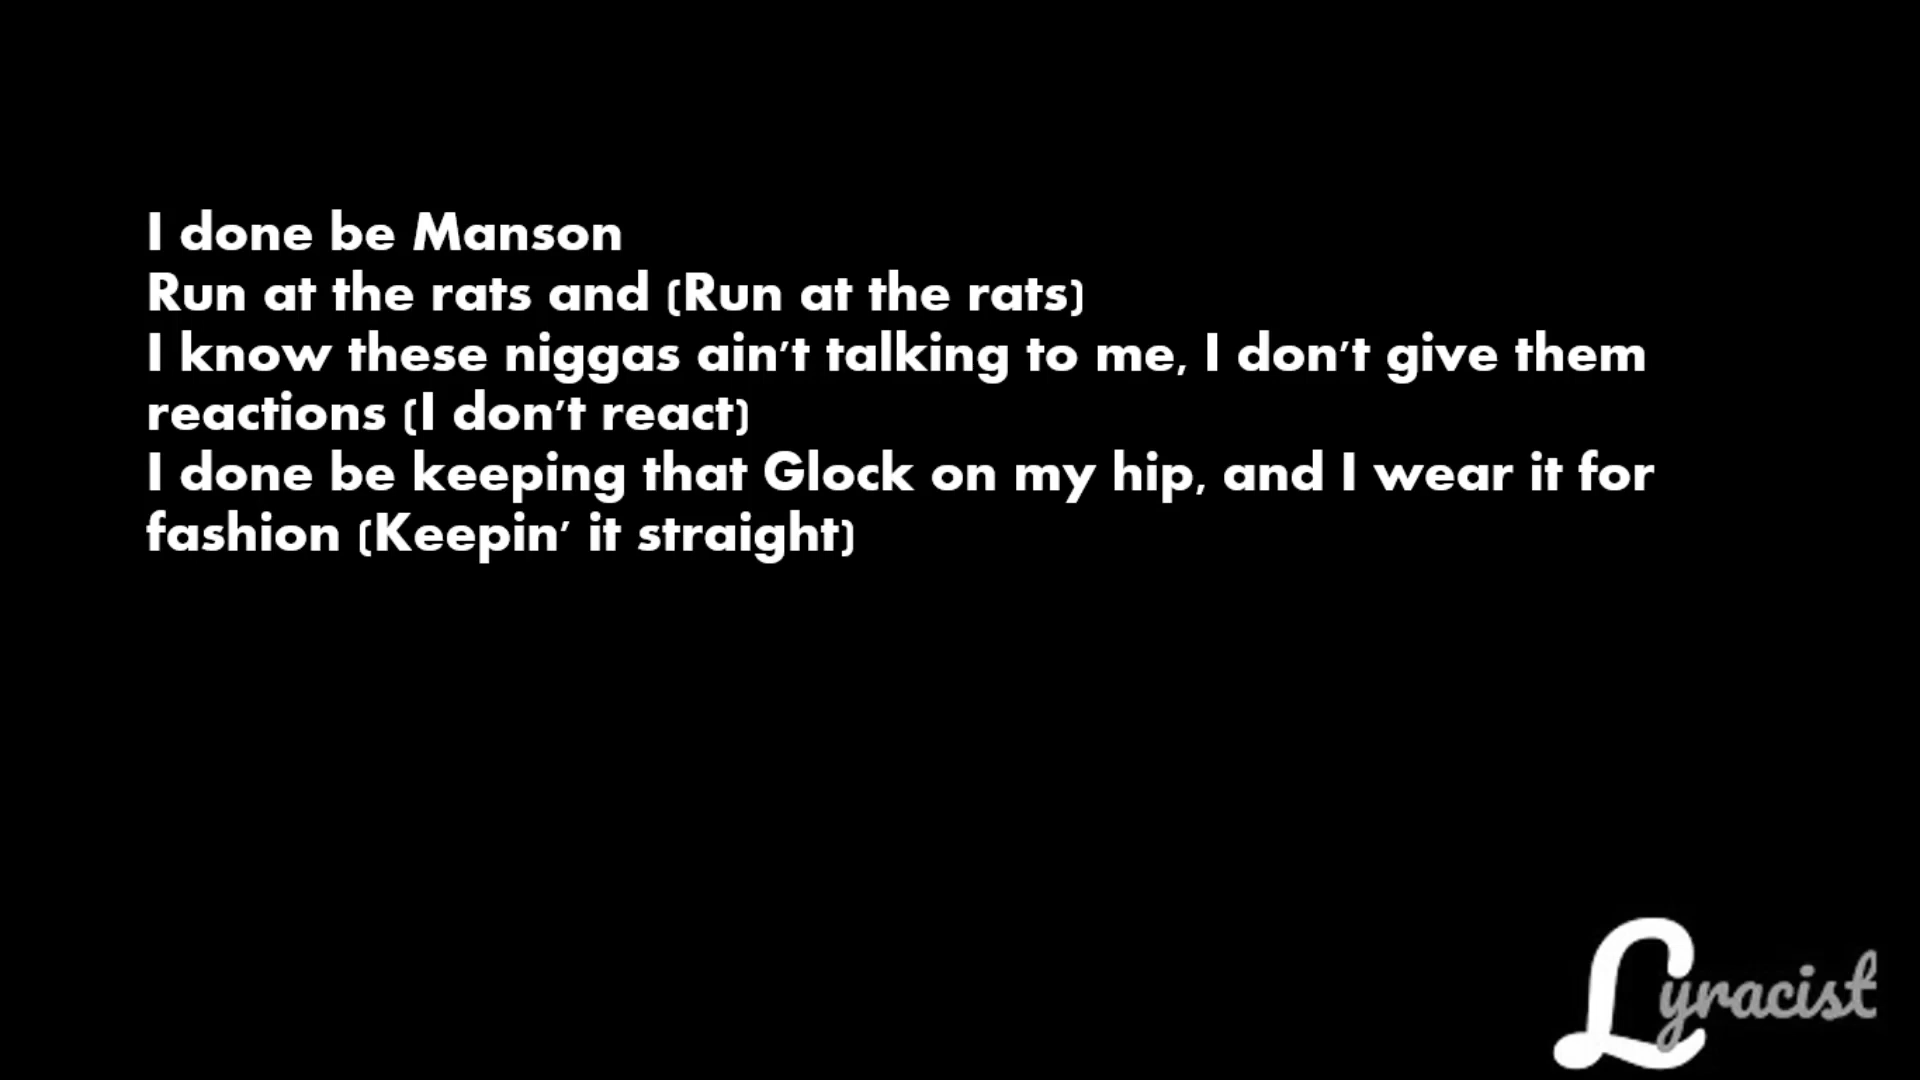 I done be Manson
Run at the rats and (Run at the rats)
I know these niggas ain't talking to me, I don't give them
reactions (I don't react)
I done be keeping that Glock on my hip, and I wear it for
fashion (Keepin' it straight)
Lyracist